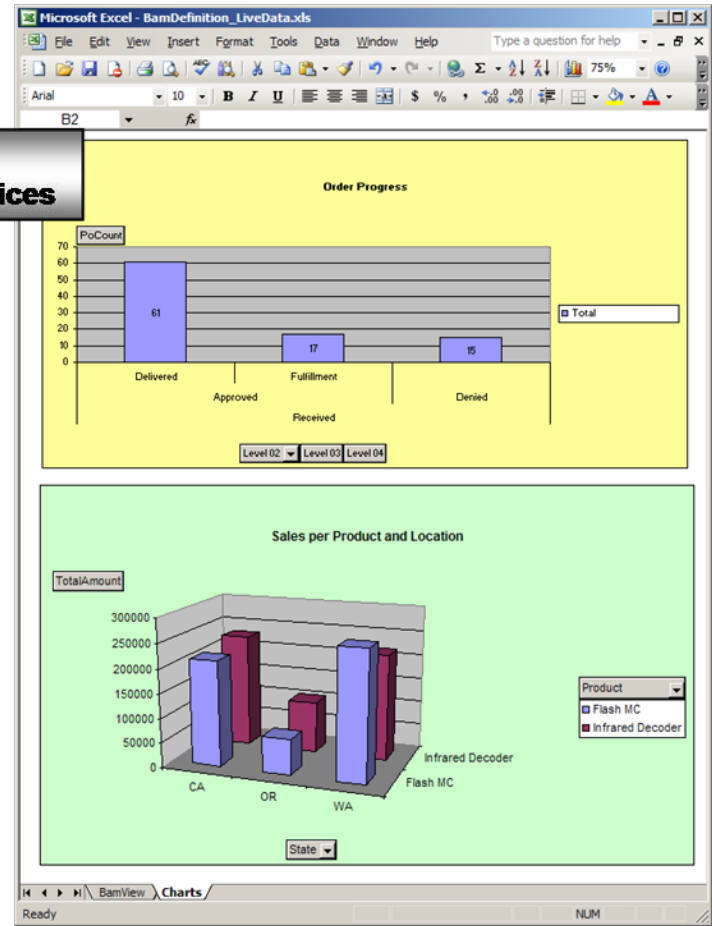 Microsoft Excel - BamDefinition_LiveData.xls
File Edit View Insert Format Tools Data Window Help Type a question for help
ABC Σ A Z Z A 75%
Arial 10 B I U $ % , A
B2 fx
ices
Order Progress
PoCount
70
60
50
40
30
20
10
0
61
17
15
Total
Delivered Fulfillment
Approved Denied
Received
Level 02 Level 03 Level 04
Sales per Product and Location
TotalAmount
300000
250000
200000
150000
100000
50000
0
CA OR WA
Infrared Decoder
Flash MC
Product
Flash MC
Infrared Decoder
State
BamView Charts
Ready NUM